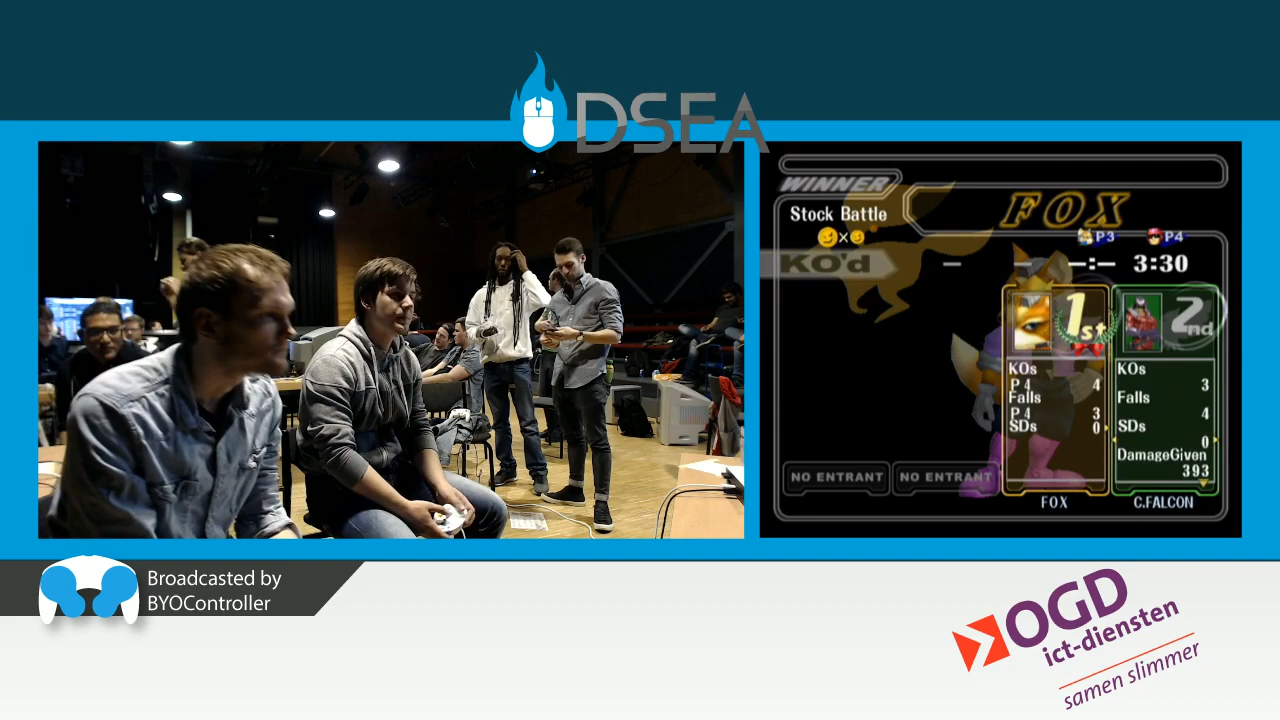 DSEA
WINNER
FOX
Stock Battle
×
P3
P4
KO'd
—
—
—:—
3:30
1st
2nd
KOs
P4 4
Falls
P4 3
SDs
0
KOs
3
Falls
4
SDs
0
DamageGiven
393
NO ENTRANT
NO ENTRANT
FOX
C.FALCON
Broadcasted by
BYOController
OGD
ict-diensten
samen slimmer